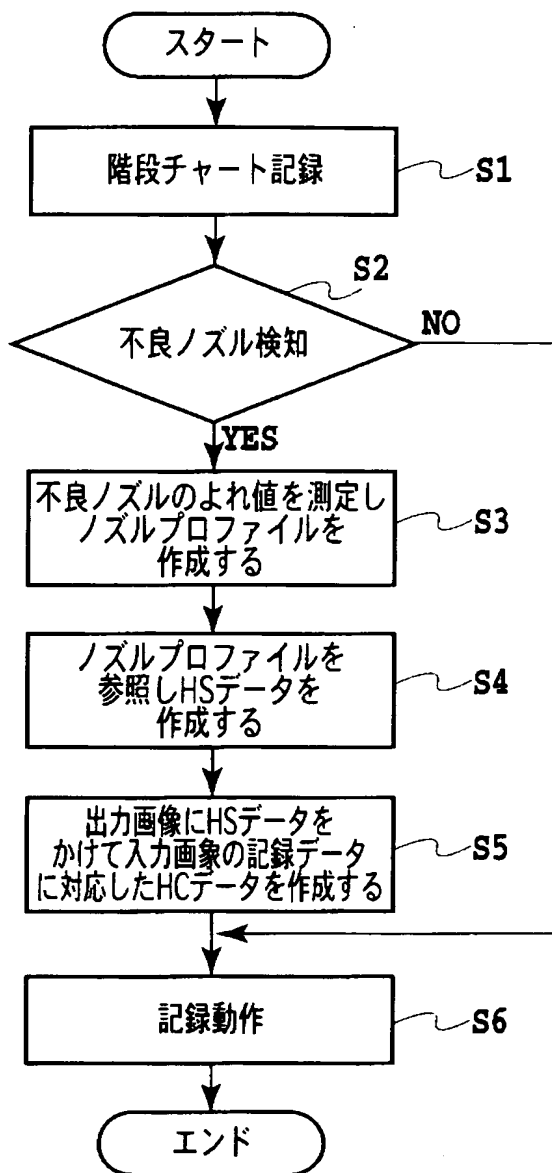 スタート
階段チャート記録
S1
S2
不良ノズル検知
NO
YES
不良ノズルのよれ値を測定し
ノズルプロファイルを
作成する
S3
ノズルプロファイルを
参照しHSデータを
作成する
S4
出力画像にHSデータを
かけて入力画象の記録データ
に対応したHCデータを作成する
S5
記録動作
S6
エンド